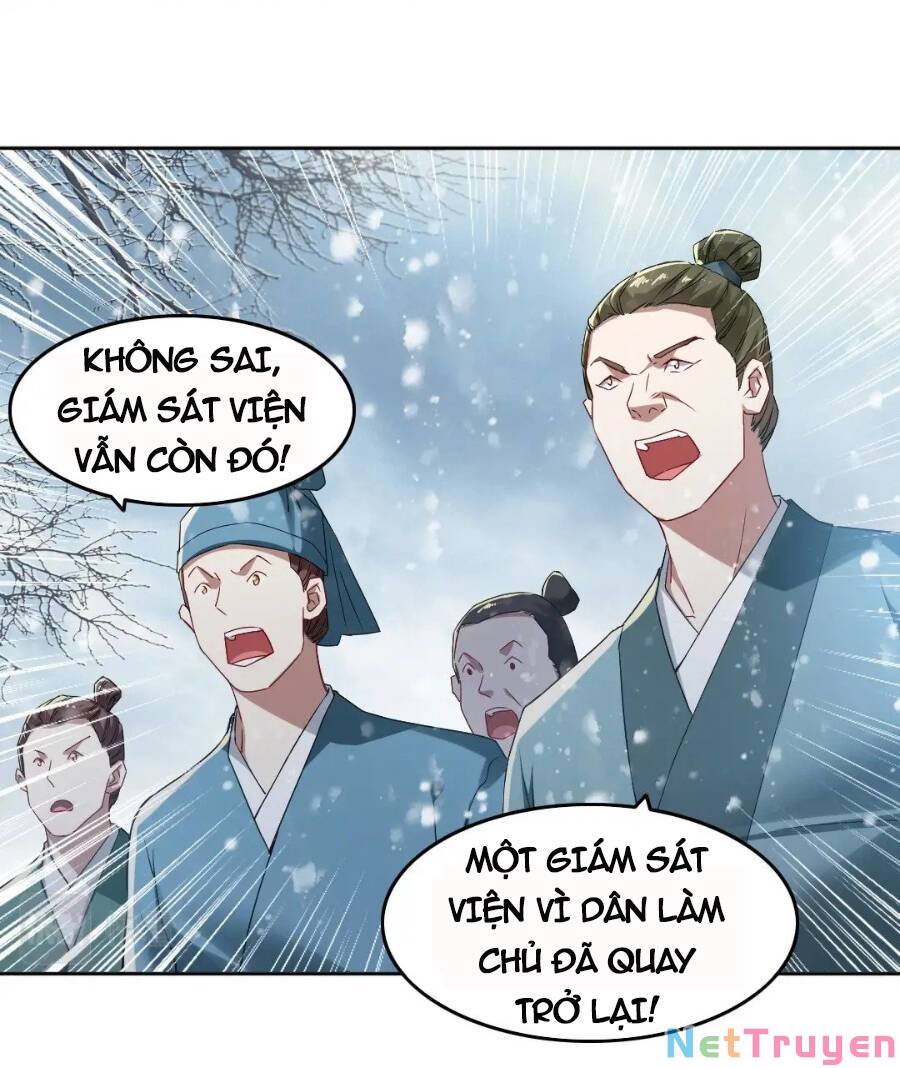 KHÔNG SAI,
GIÁM SÁT VIỆN
VẪN CÒN ĐÓ!
MỘT GIÁM SÁT
VIỆN VÌ DÂN LÀM
CHỦ ĐÃ QUAY
TRỞ LẠI!
NetTruyen